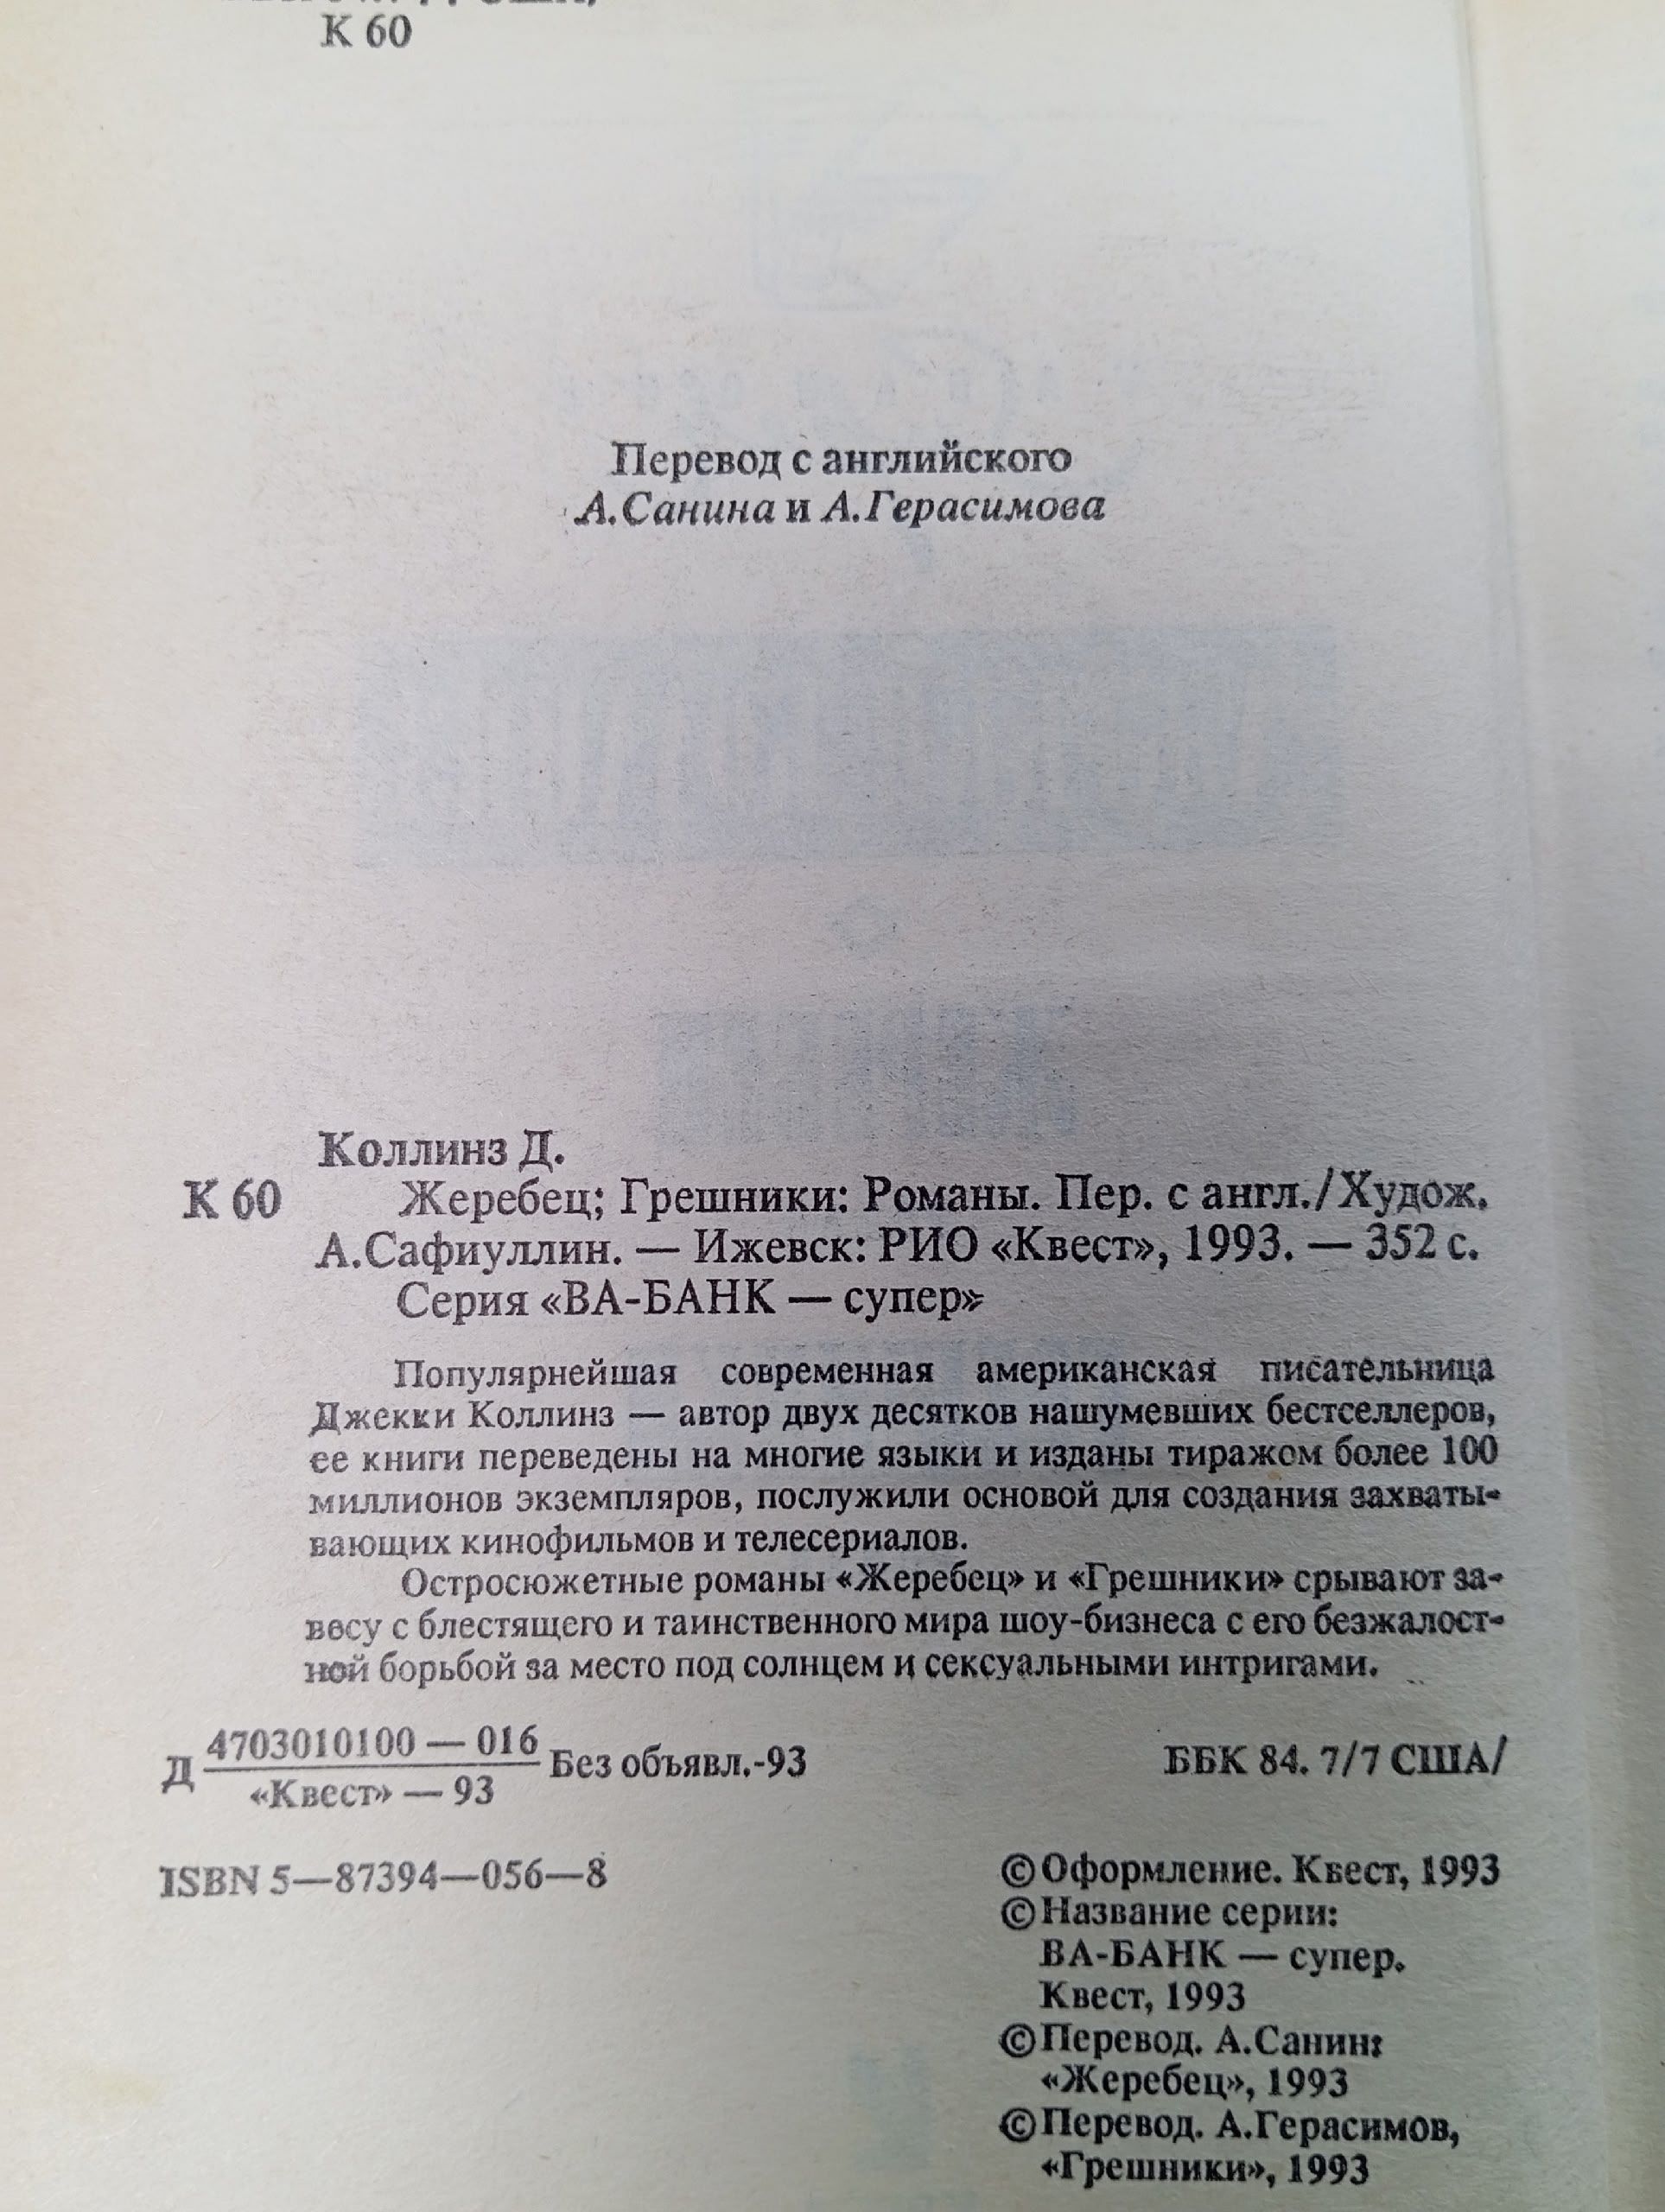 К 60
Перевод с английского
А.Санина и А.Герасимова
Коллинз Д.
К 60 Жеребец; Грешники: Романы. Пер. с англ./Худож.
А.Сафиуллин. — Ижевск: РИО «Квест», 1993. — 352 с.
Серия «ВА-БАНК — супер»
Популярнейшая современная американская писательница
Джекки Коллинз — автор двух десятков нашумевших бестселлеров,
ее книги переведены на многие языки и изданы тиражом более 100
миллионов экземпляров, послужили основой для создания захваты-
вающих кинофильмов и телесериалов.
Остросюжетные романы «Жеребец» и «Грешники» срывают за-
весу с блестящего и таинственного мира шоу-бизнеса с его безжалост-
ной борьбой за место под солнцем и сексуальными интригами.
Д 4703010100 — 016 Без объявл.-93 ББК 84. 7/7 США/
«Квест» — 93
ISBN 5—87394—056—8
© Оформление. Квест, 1993
© Название серии:
ВА-БАНК — супер.
Квест, 1993
© Перевод. А.Санин:
«Жеребец», 1993
© Перевод. А.Герасимов,
«Грешники», 1993